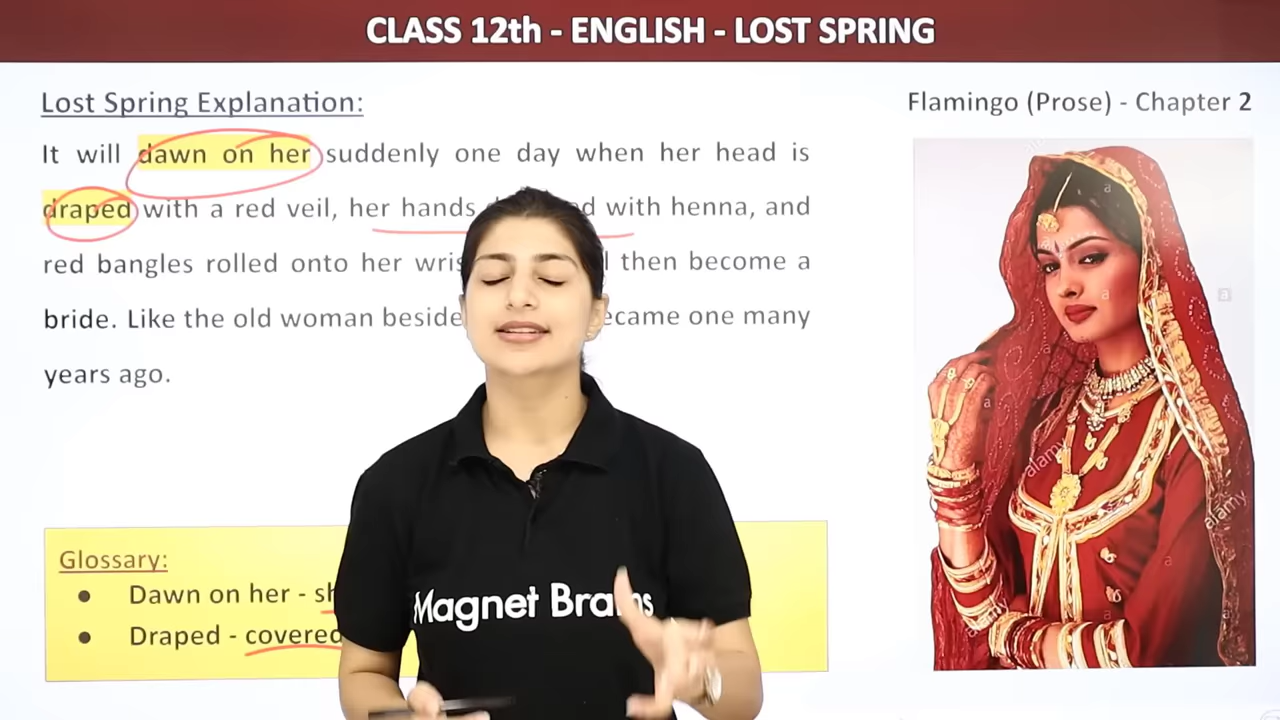 CLASS 12th - ENGLISH - LOST SPRING
Lost Spring Explanation:
Flamingo (Prose) - Chapter 2
It will dawn on her suddenly one day when her head is
draped with a red veil, her hands with henna, and
red bangles rolled onto her then become a
bride. Like the old woman beside many
years ago.
Glossary:
Dawn on her -
Draped - covered
Magnet Brains
alamy
alamy
alamy
a
a
a
a
a
a
a